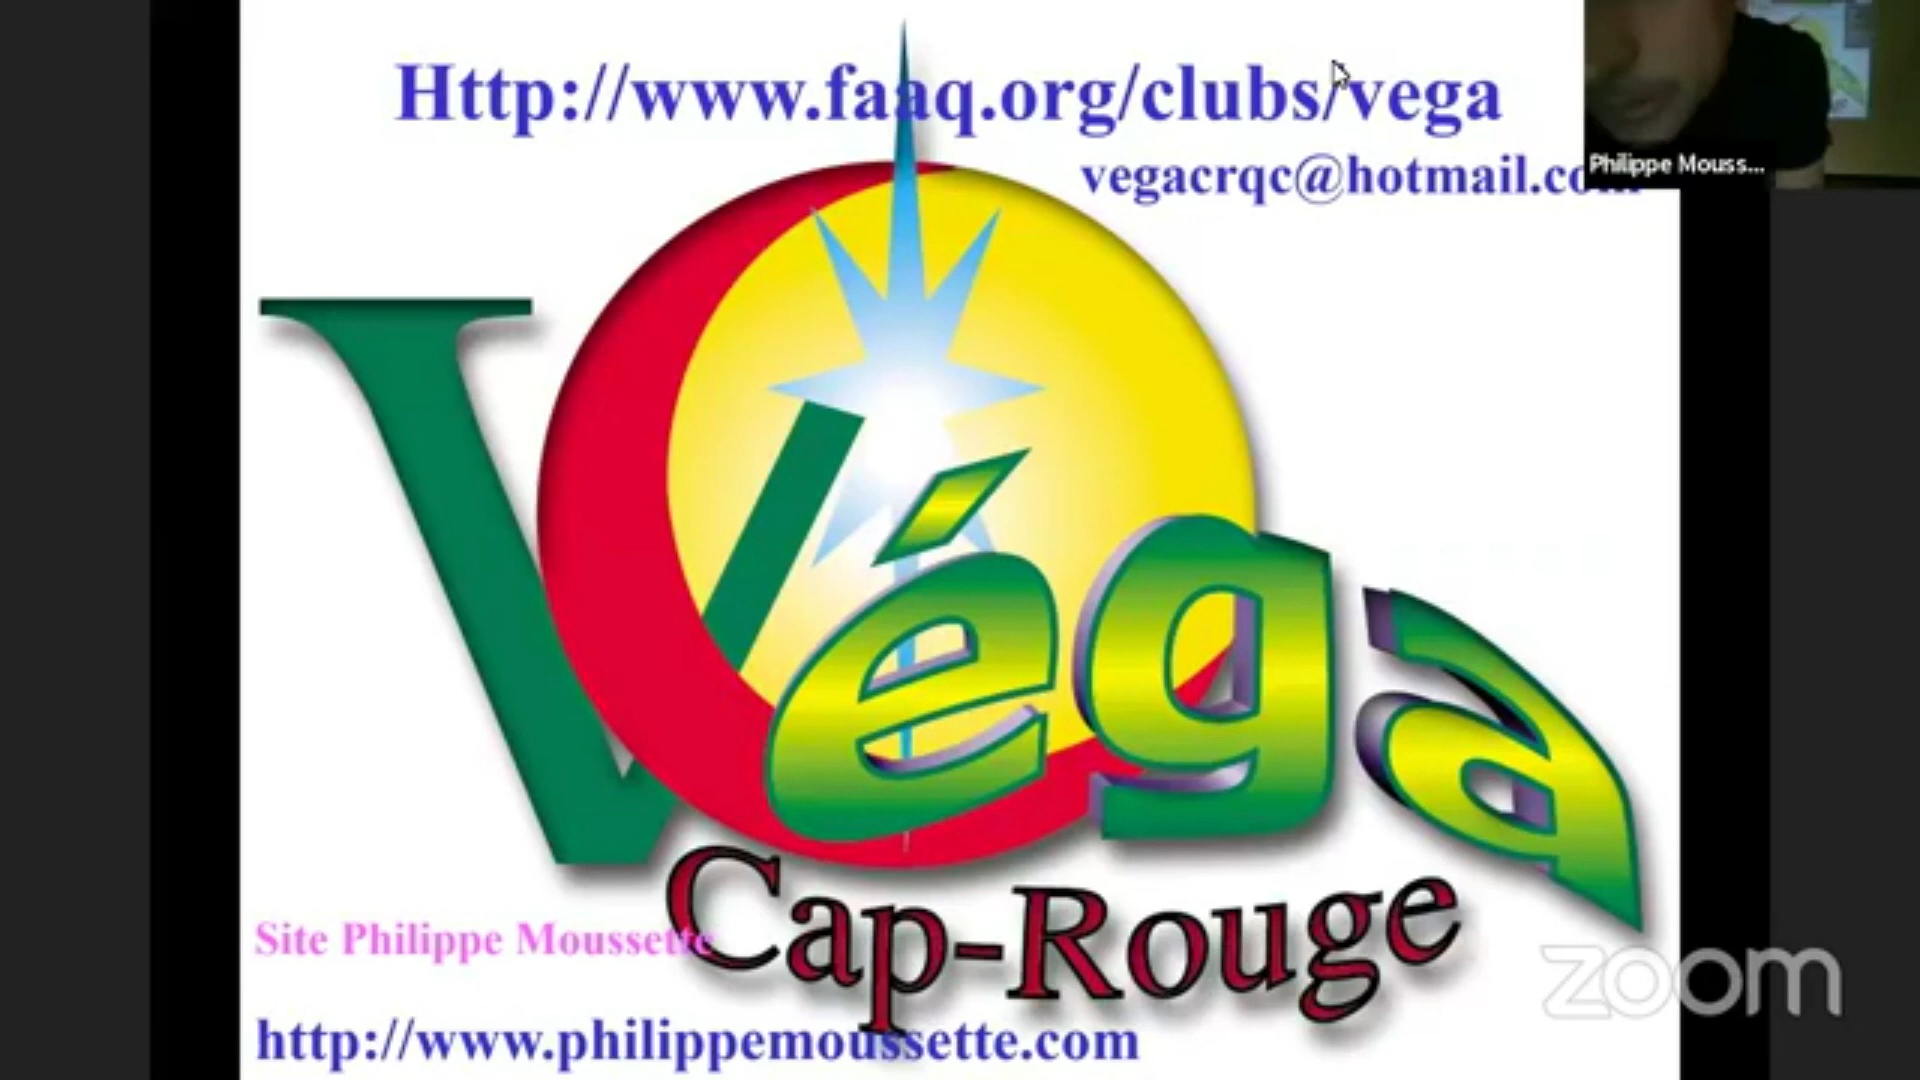 Http://www.faaq.org/clubs/vega
vegacrqc@hotmail.com
Philippe Mouss...
Véga
Cap-Rouge
Site Philippe Moussette
http://www.philippemoussette.com
zoom